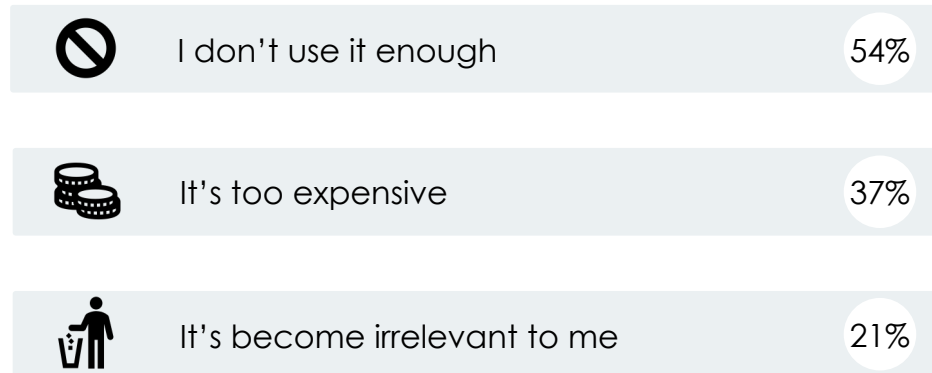 I don’t use it enough 54%
It’s too expensive 37%
It’s become irrelevant to me 21%